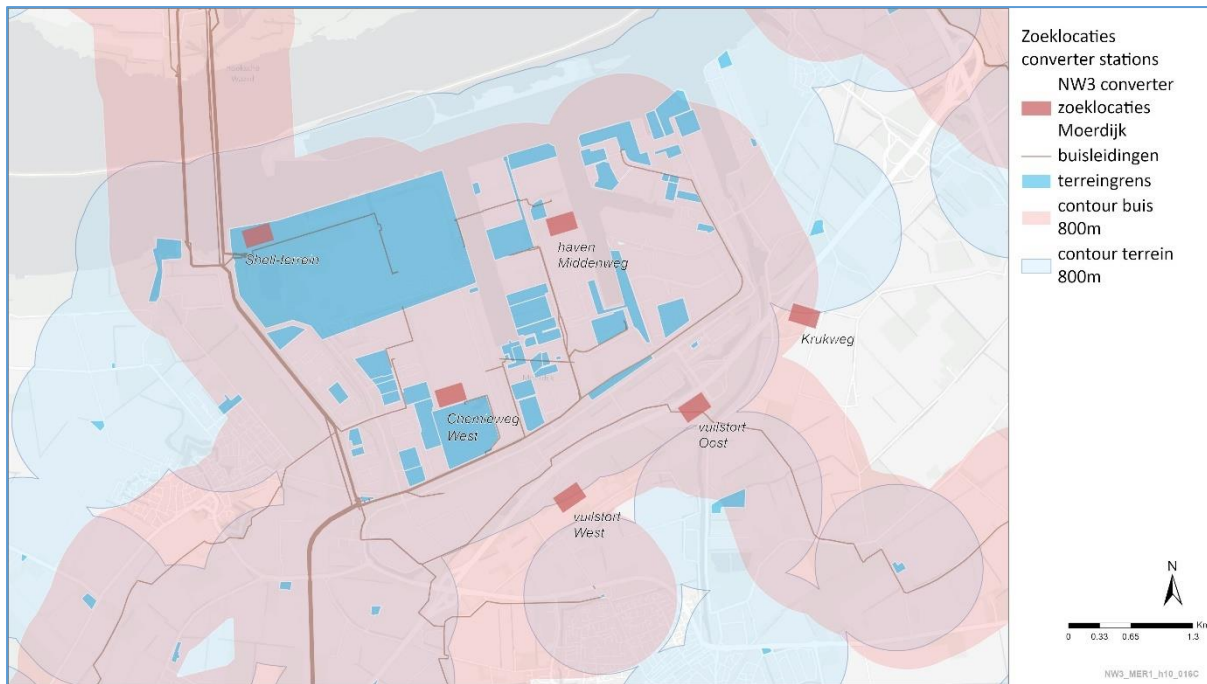 Zoeklocaties
converter stations
NW3 converter
zoeklocaties
Moerdijk
buisleidingen
terreingrens
contour buis
800m
contour terrein
800m
Shell-terrein
haven
Middenweg
Krukweg
Chemieweg
West
vuilstort
Oost
vuilstort
West
N
Km
0 0.33 0.65 1.3
NW3_MER1_h10_016C